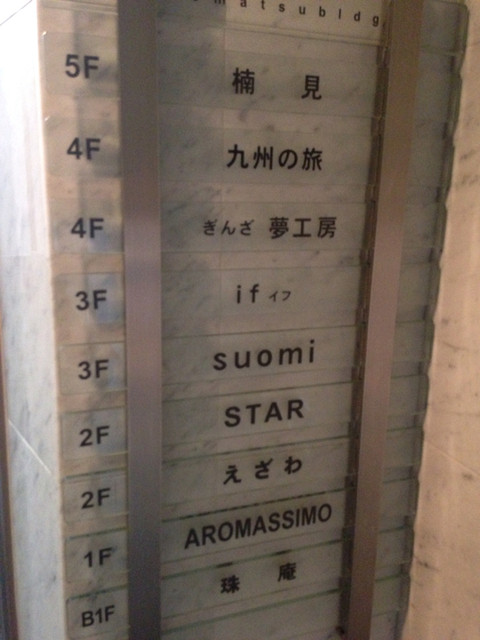 matsubldg
5F 楠 見
4F 九州の旅
4F ぎんざ 夢工房
3F if イフ
3F suomi
2F STAR
2F えざわ
1F AROMASSIMO
B1F 珠 庵